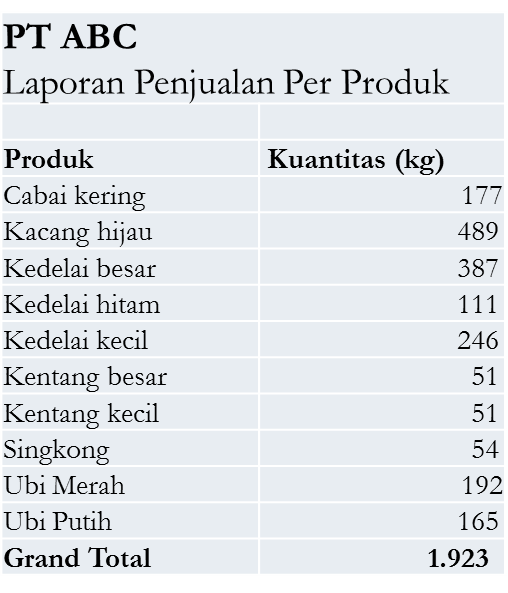 PT ABC
Laporan Penjualan Per Produk
Produk Kuantitas (kg)
Cabai kering 177
Kacang hijau 489
Kedelai besar 387
Kedelai hitam 111
Kedelai kecil 246
Kentang besar 51
Kentang kecil 51
Singkong 54
Ubi Merah 192
Ubi Putih 165
Grand Total 1.923